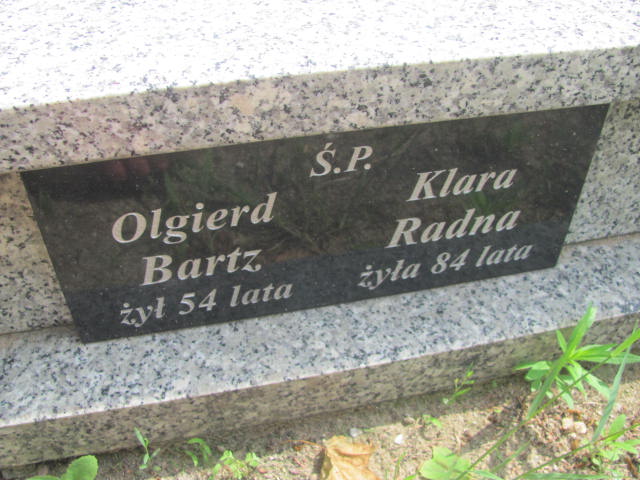 Ś.P.
Olgierd
Bartz
żył 54 lata
Klara
Radna
żyła 84 lata